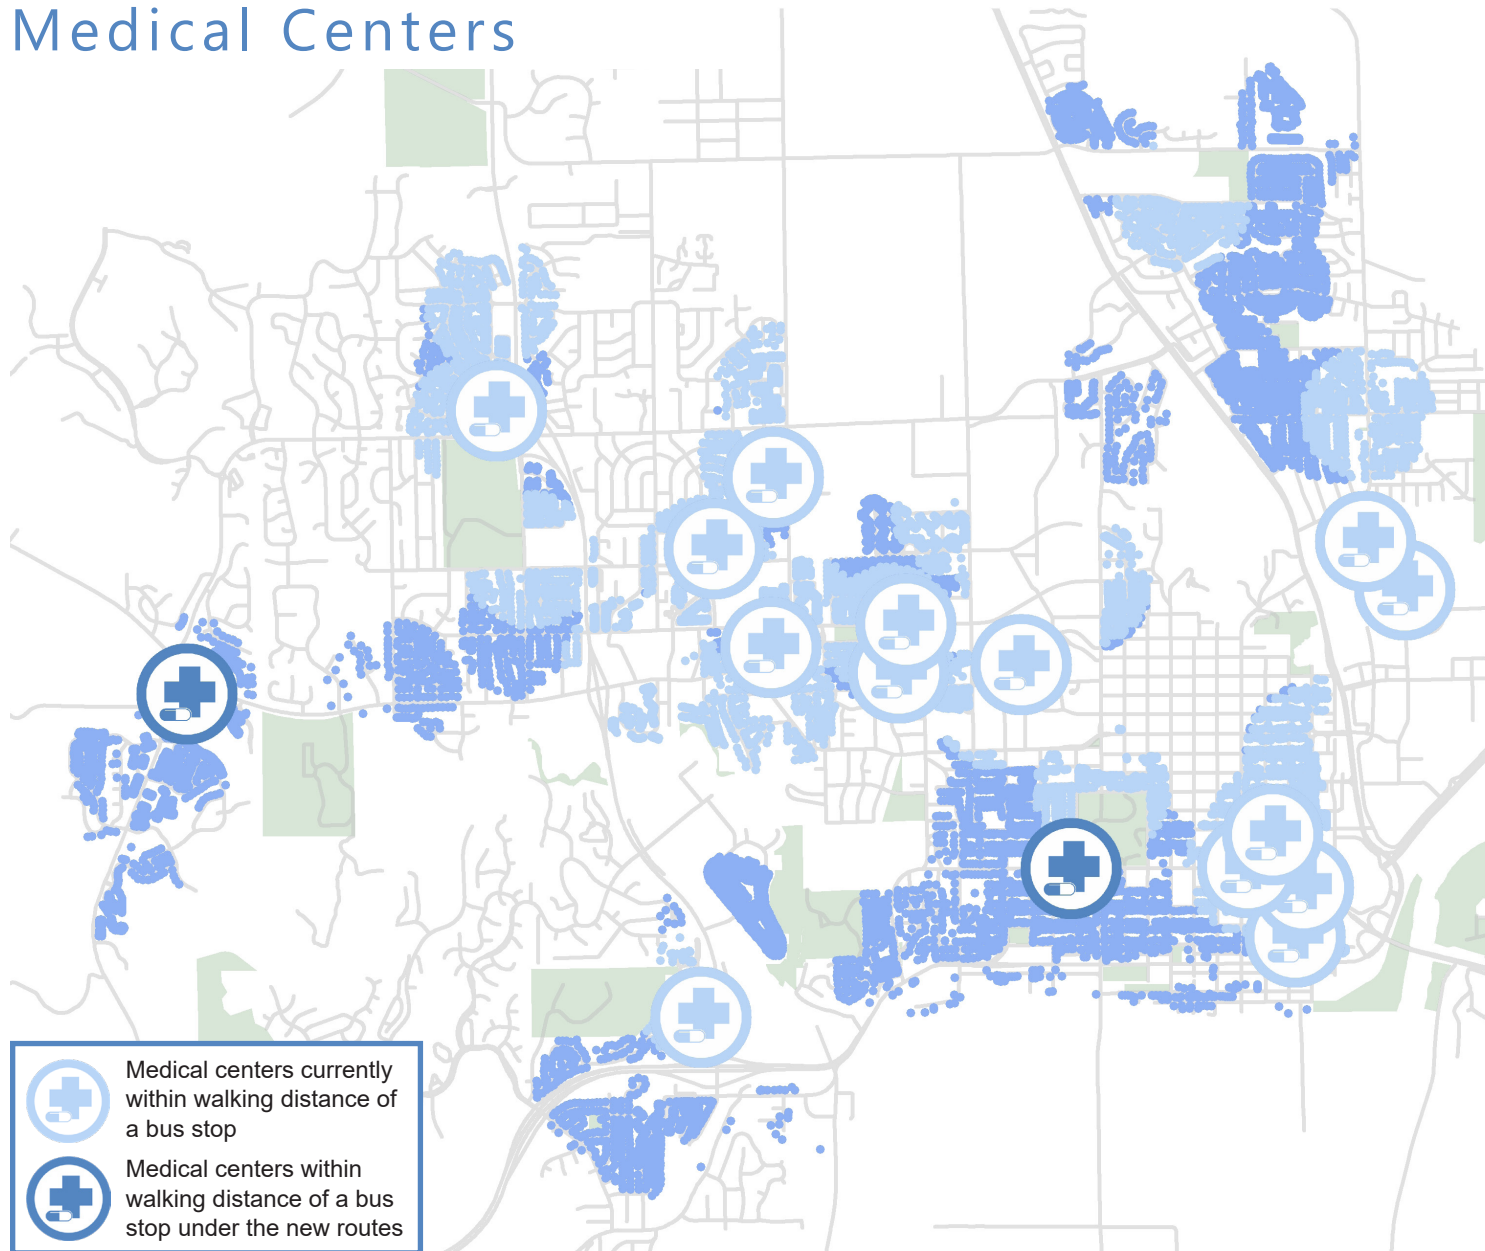 Medical Centers
Medical centers currently
within walking distance of
a bus stop
Medical centers within
walking distance of a bus
stop under the new routes